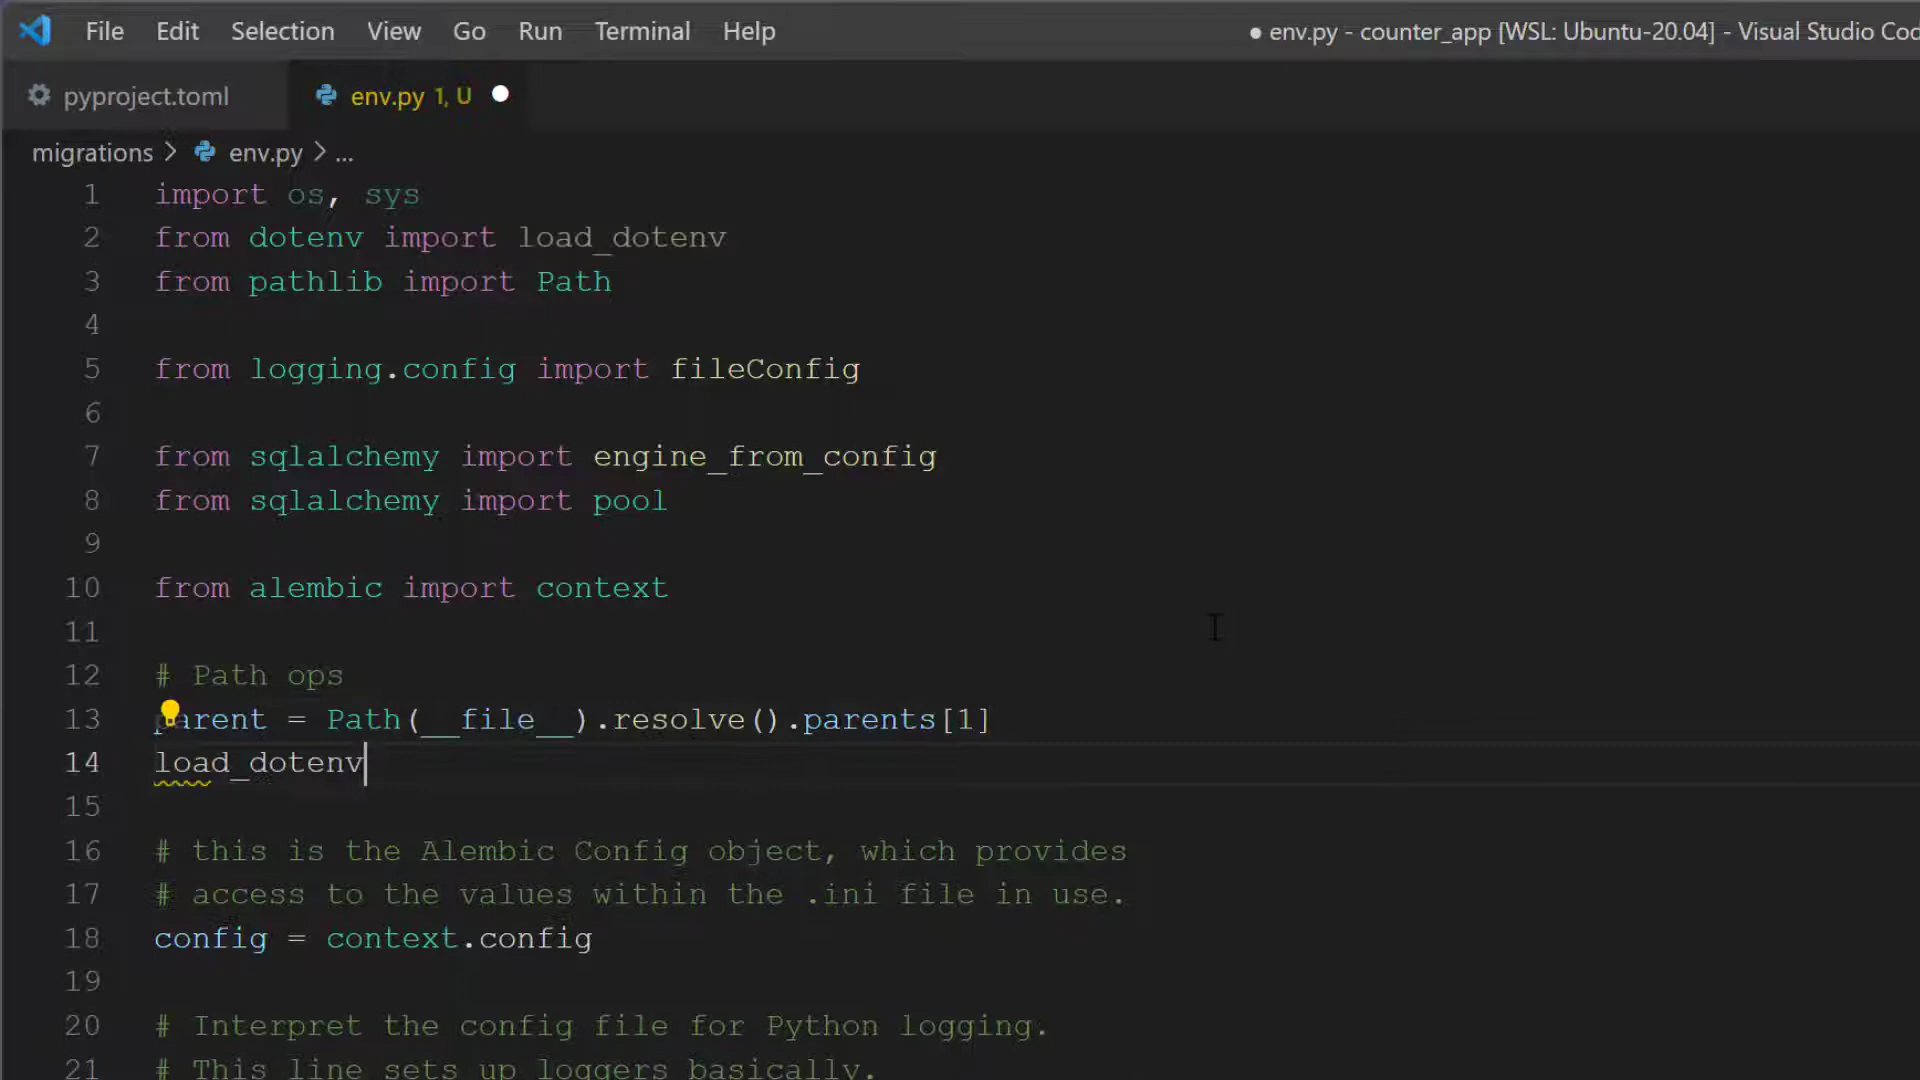 File Edit Selection View Go Run Terminal Help ● env.py - counter_app [WSL: Ubuntu-20.04] - Visual Studio Co
pyproject.toml env.py 1, U
migrations > env.py > ...
1 import os, sys
2 from dotenv import load_dotenv
3 from pathlib import Path
4
5 from logging.config import fileConfig
6
7 from sqlalchemy import engine_from_config
8 from sqlalchemy import pool
9
10 from alembic import context
11
12 # Path ops
13 parent = Path(__file__).resolve().parents[1]
14 load_dotenv
15
16 # this is the Alembic Config object, which provides
17 # access to the values within the .ini file in use.
18 config = context.config
19
20 # Interpret the config file for Python logging.
21 # This line sets up loggers basically.